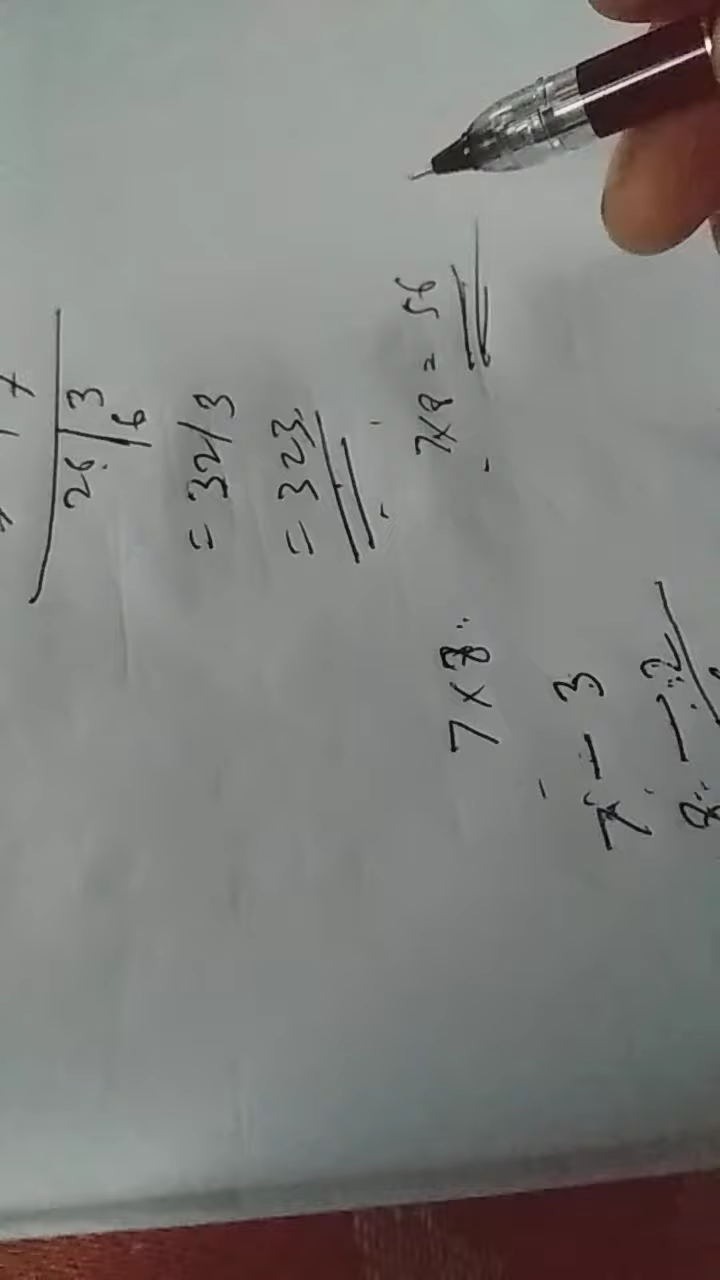 26/3
6
= 32/3
= 323
7×8 = 56
7 × 8
7 — 3
8 — 2